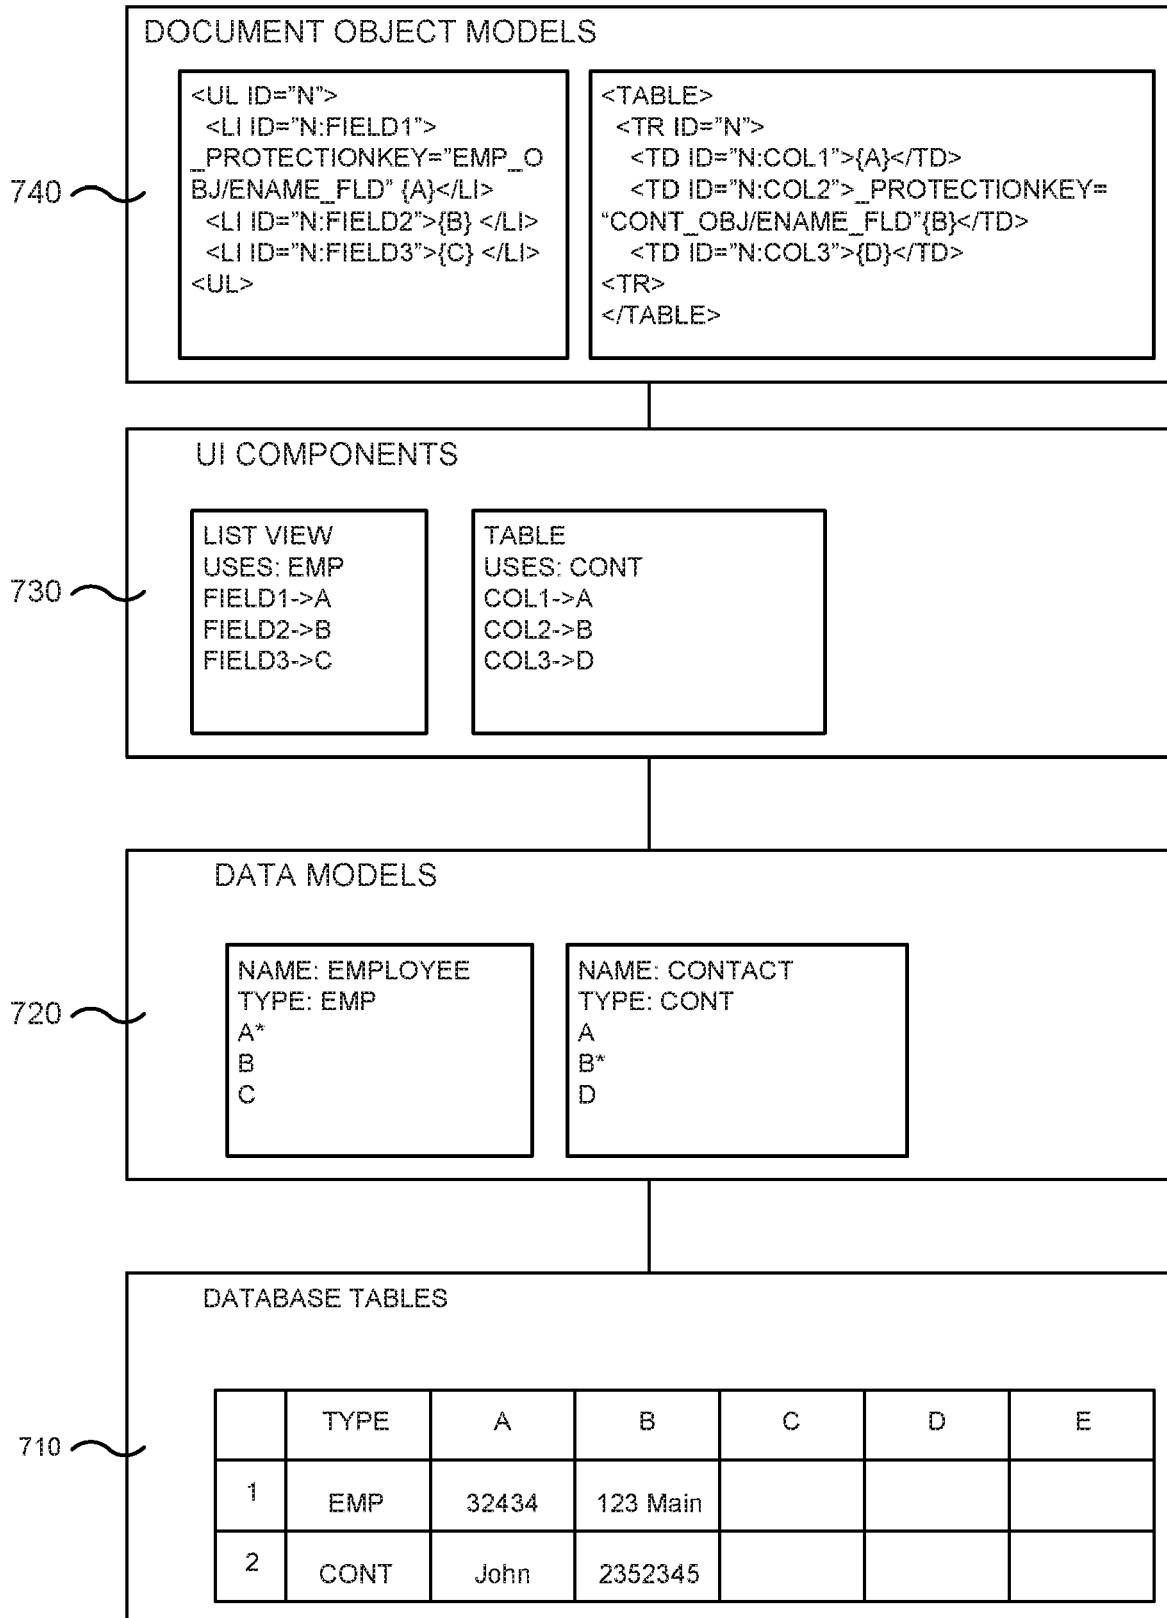 DOCUMENT OBJECT MODELS
<UL ID="N">
<LI ID="N:FIELD1">
_PROTECTIONKEY="EMP_O
BJ/ENAME_FLD" {A}</LI>
<LI ID="N:FIELD2">{B} </LI>
<LI ID="N:FIELD3">{C} </LI>
<UL>
<TABLE>
<TR ID="N">
<TD ID="N:COL1">{A}</TD>
<TD ID="N:COL2">_PROTECTIONKEY=
"CONT_OBJ/ENAME_FLD"{B}</TD>
<TD ID="N:COL3">{D}</TD>
<TR>
</TABLE>
740
UI COMPONENTS
LIST VIEW
USES: EMP
FIELD1->A
FIELD2->B
FIELD3->C
TABLE
USES: CONT
COL1->A
COL2->B
COL3->D
730
DATA MODELS
NAME: EMPLOYEE
TYPE: EMP
A*
B
C
NAME: CONTACT
TYPE: CONT
A
B*
D
720
DATABASE TABLES
TYPE A B C D E
1 EMP 32434 123 Main
2 CONT John 2352345
710